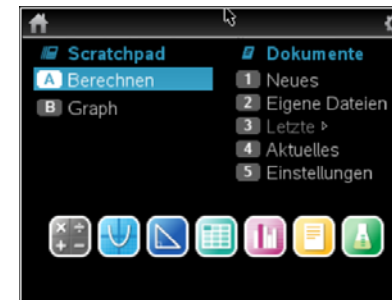 Scratchpad
A Berechnen
B Graph
Dokumente
1 Neues
2 Eigene Dateien
3 Letzte ▹
4 Aktuelles
5 Einstellungen